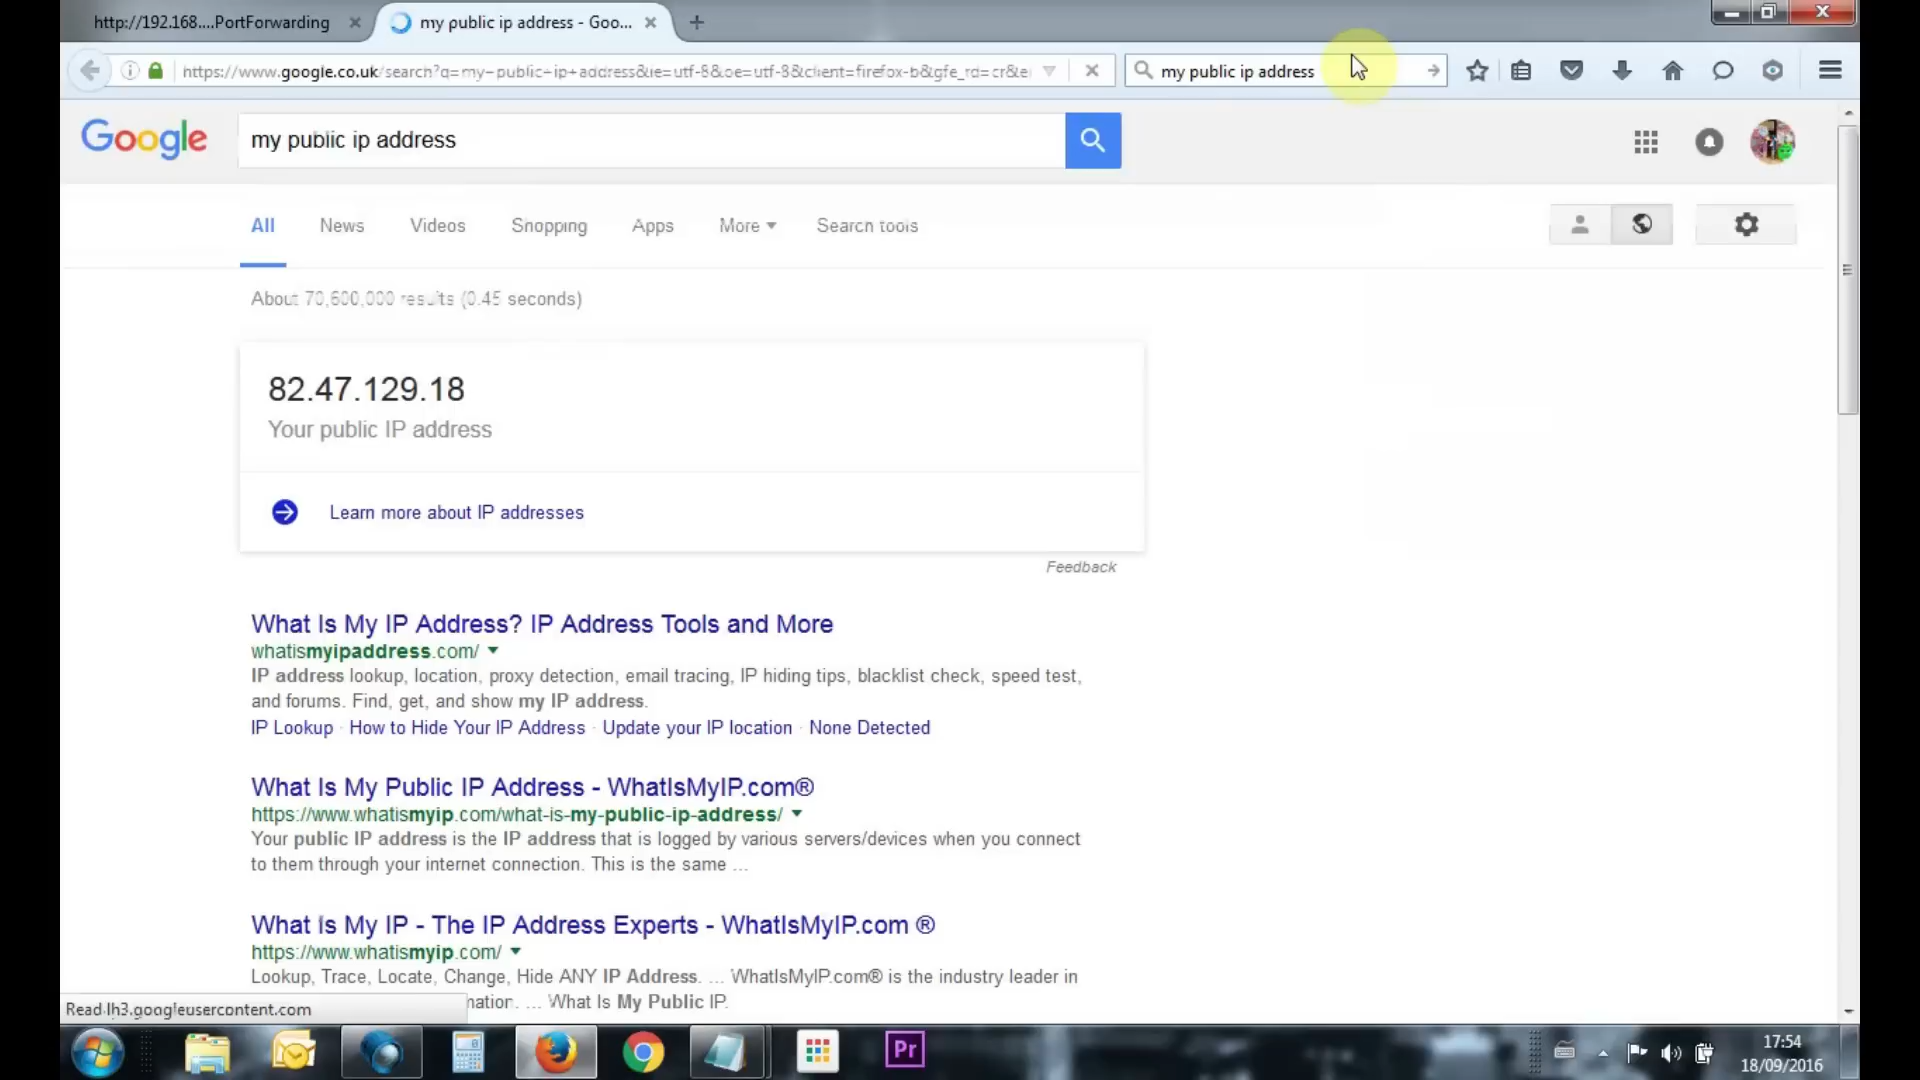 http://192.168....PortForwarding
my public ip address - Goo...
https://www.google.co.uk/search?q=my+public+ip+address&ie=utf-8&oe=utf-8&client=firefox-b&gfe_rd=cr&e
my public ip address
Google
my public ip address
All
News
Videos
Shopping
Apps
More
Search tools
About 70,600,000 results (0.45 seconds)
82.47.129.18
Your public IP address
Learn more about IP addresses
Feedback
What Is My IP Address? IP Address Tools and More
whatismyipaddress.com/
IP address lookup, location, proxy detection, email tracing, IP hiding tips, blacklist check, speed test,
and forums. Find, get, and show my IP address.
IP Lookup · How to Hide Your IP Address · Update your IP location · None Detected
What Is My Public IP Address - WhatIsMyIP.com®
https://www.whatismyip.com/what-is-my-public-ip-address/
Your public IP address is the IP address that is logged by various servers/devices when you connect
to them through your internet connection. This is the same ...
What Is My IP - The IP Address Experts - WhatIsMyIP.com ®
https://www.whatismyip.com/
Lookup, Trace, Locate, Change, Hide ANY IP Address. ... WhatIsMyIP.com® is the industry leader in
... What Is My Public IP.
Read lh3.googleusercontent.com
Pr
17:54
18/09/2016